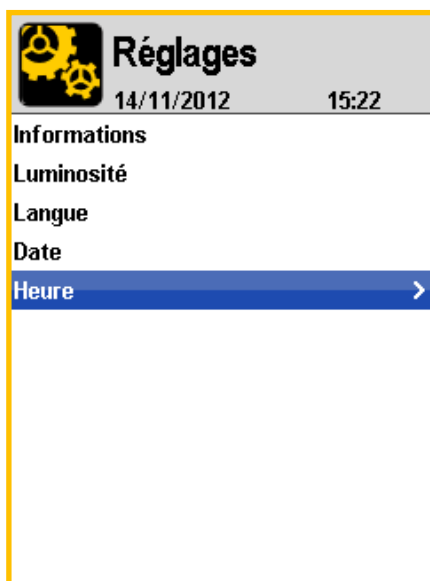 Réglages
14/11/2012 15:22
Informations
Luminosité
Langue
Date
Heure